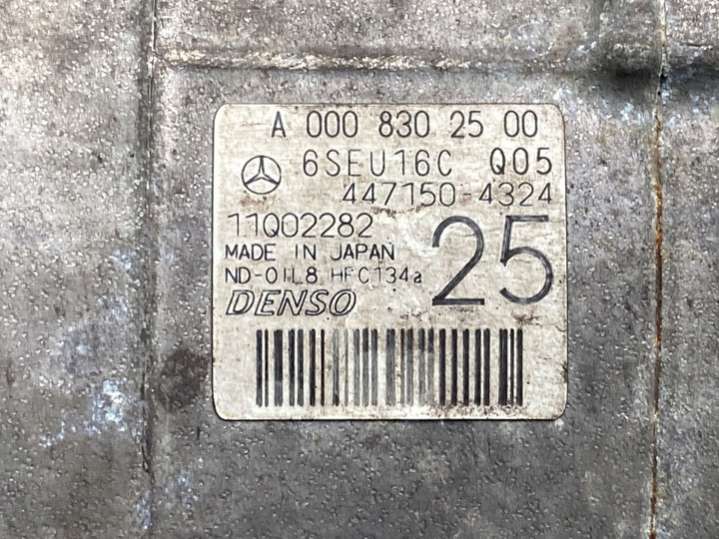 A 000 830 25 00
6SEU16C Q05
447150-4324
11Q02282
25
MADE IN JAPAN
ND-OIL8 HFC134a
DENSO